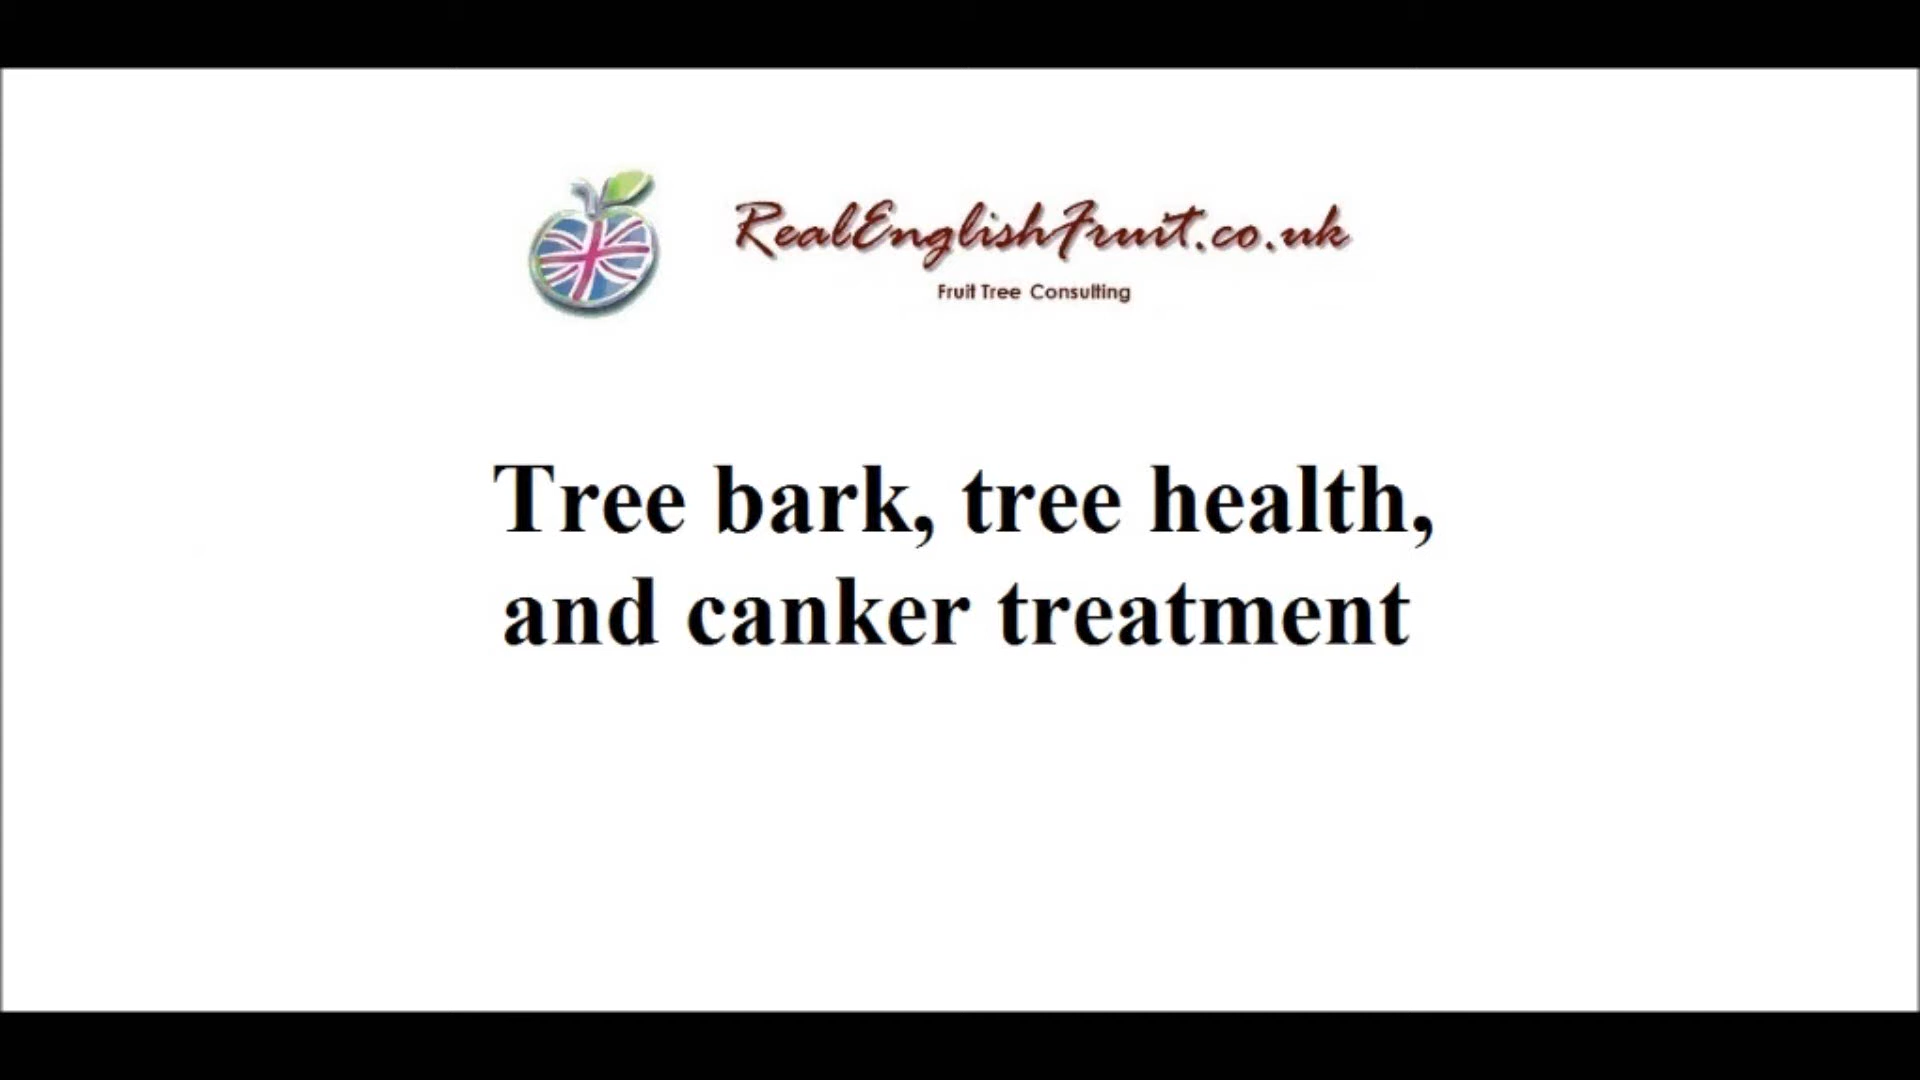 RealEnglishFruit.co.uk
Fruit Tree Consulting
Tree bark, tree health,
and canker treatment